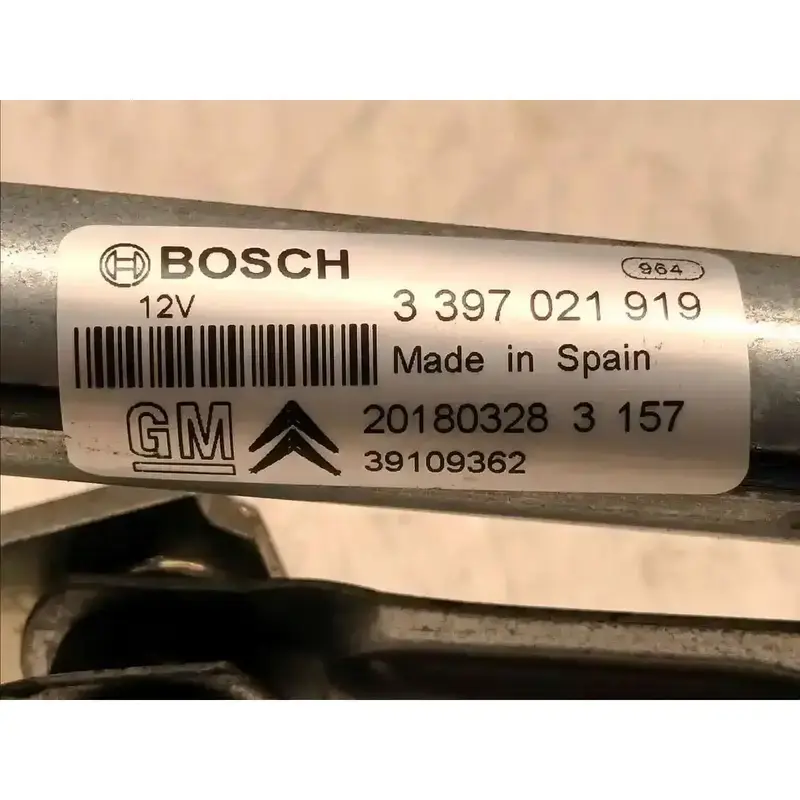 BOSCH
964
12V
3 397 021 919
Made in Spain
GM
20180328 3 157
39109362